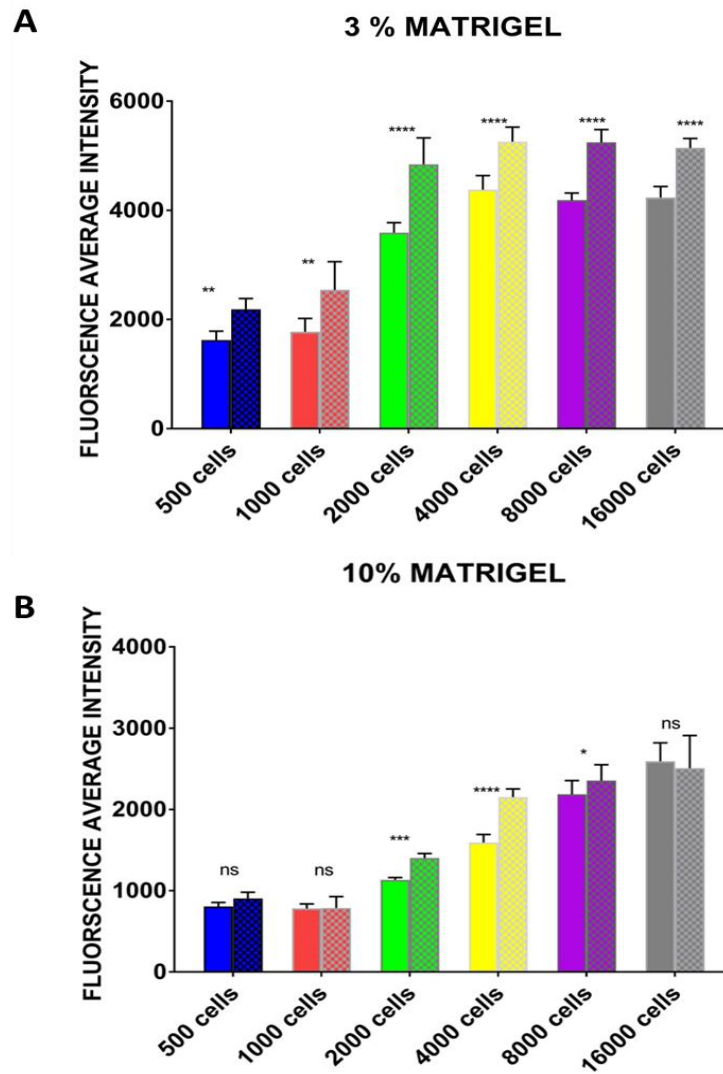 A
3 % MATRIGEL
FLUORSCENCE AVERAGE INTENSITY
6000
4000
2000
0
**
**
****
****
****
****
500 cells
1000 cells
2000 cells
4000 cells
8000 cells
16000 cells
B
10% MATRIGEL
FLUORSCENCE AVERAGE INTENSITY
4000
3000
2000
1000
0
ns
ns
***
****
*
ns
500 cells
1000 cells
2000 cells
4000 cells
8000 cells
16000 cells